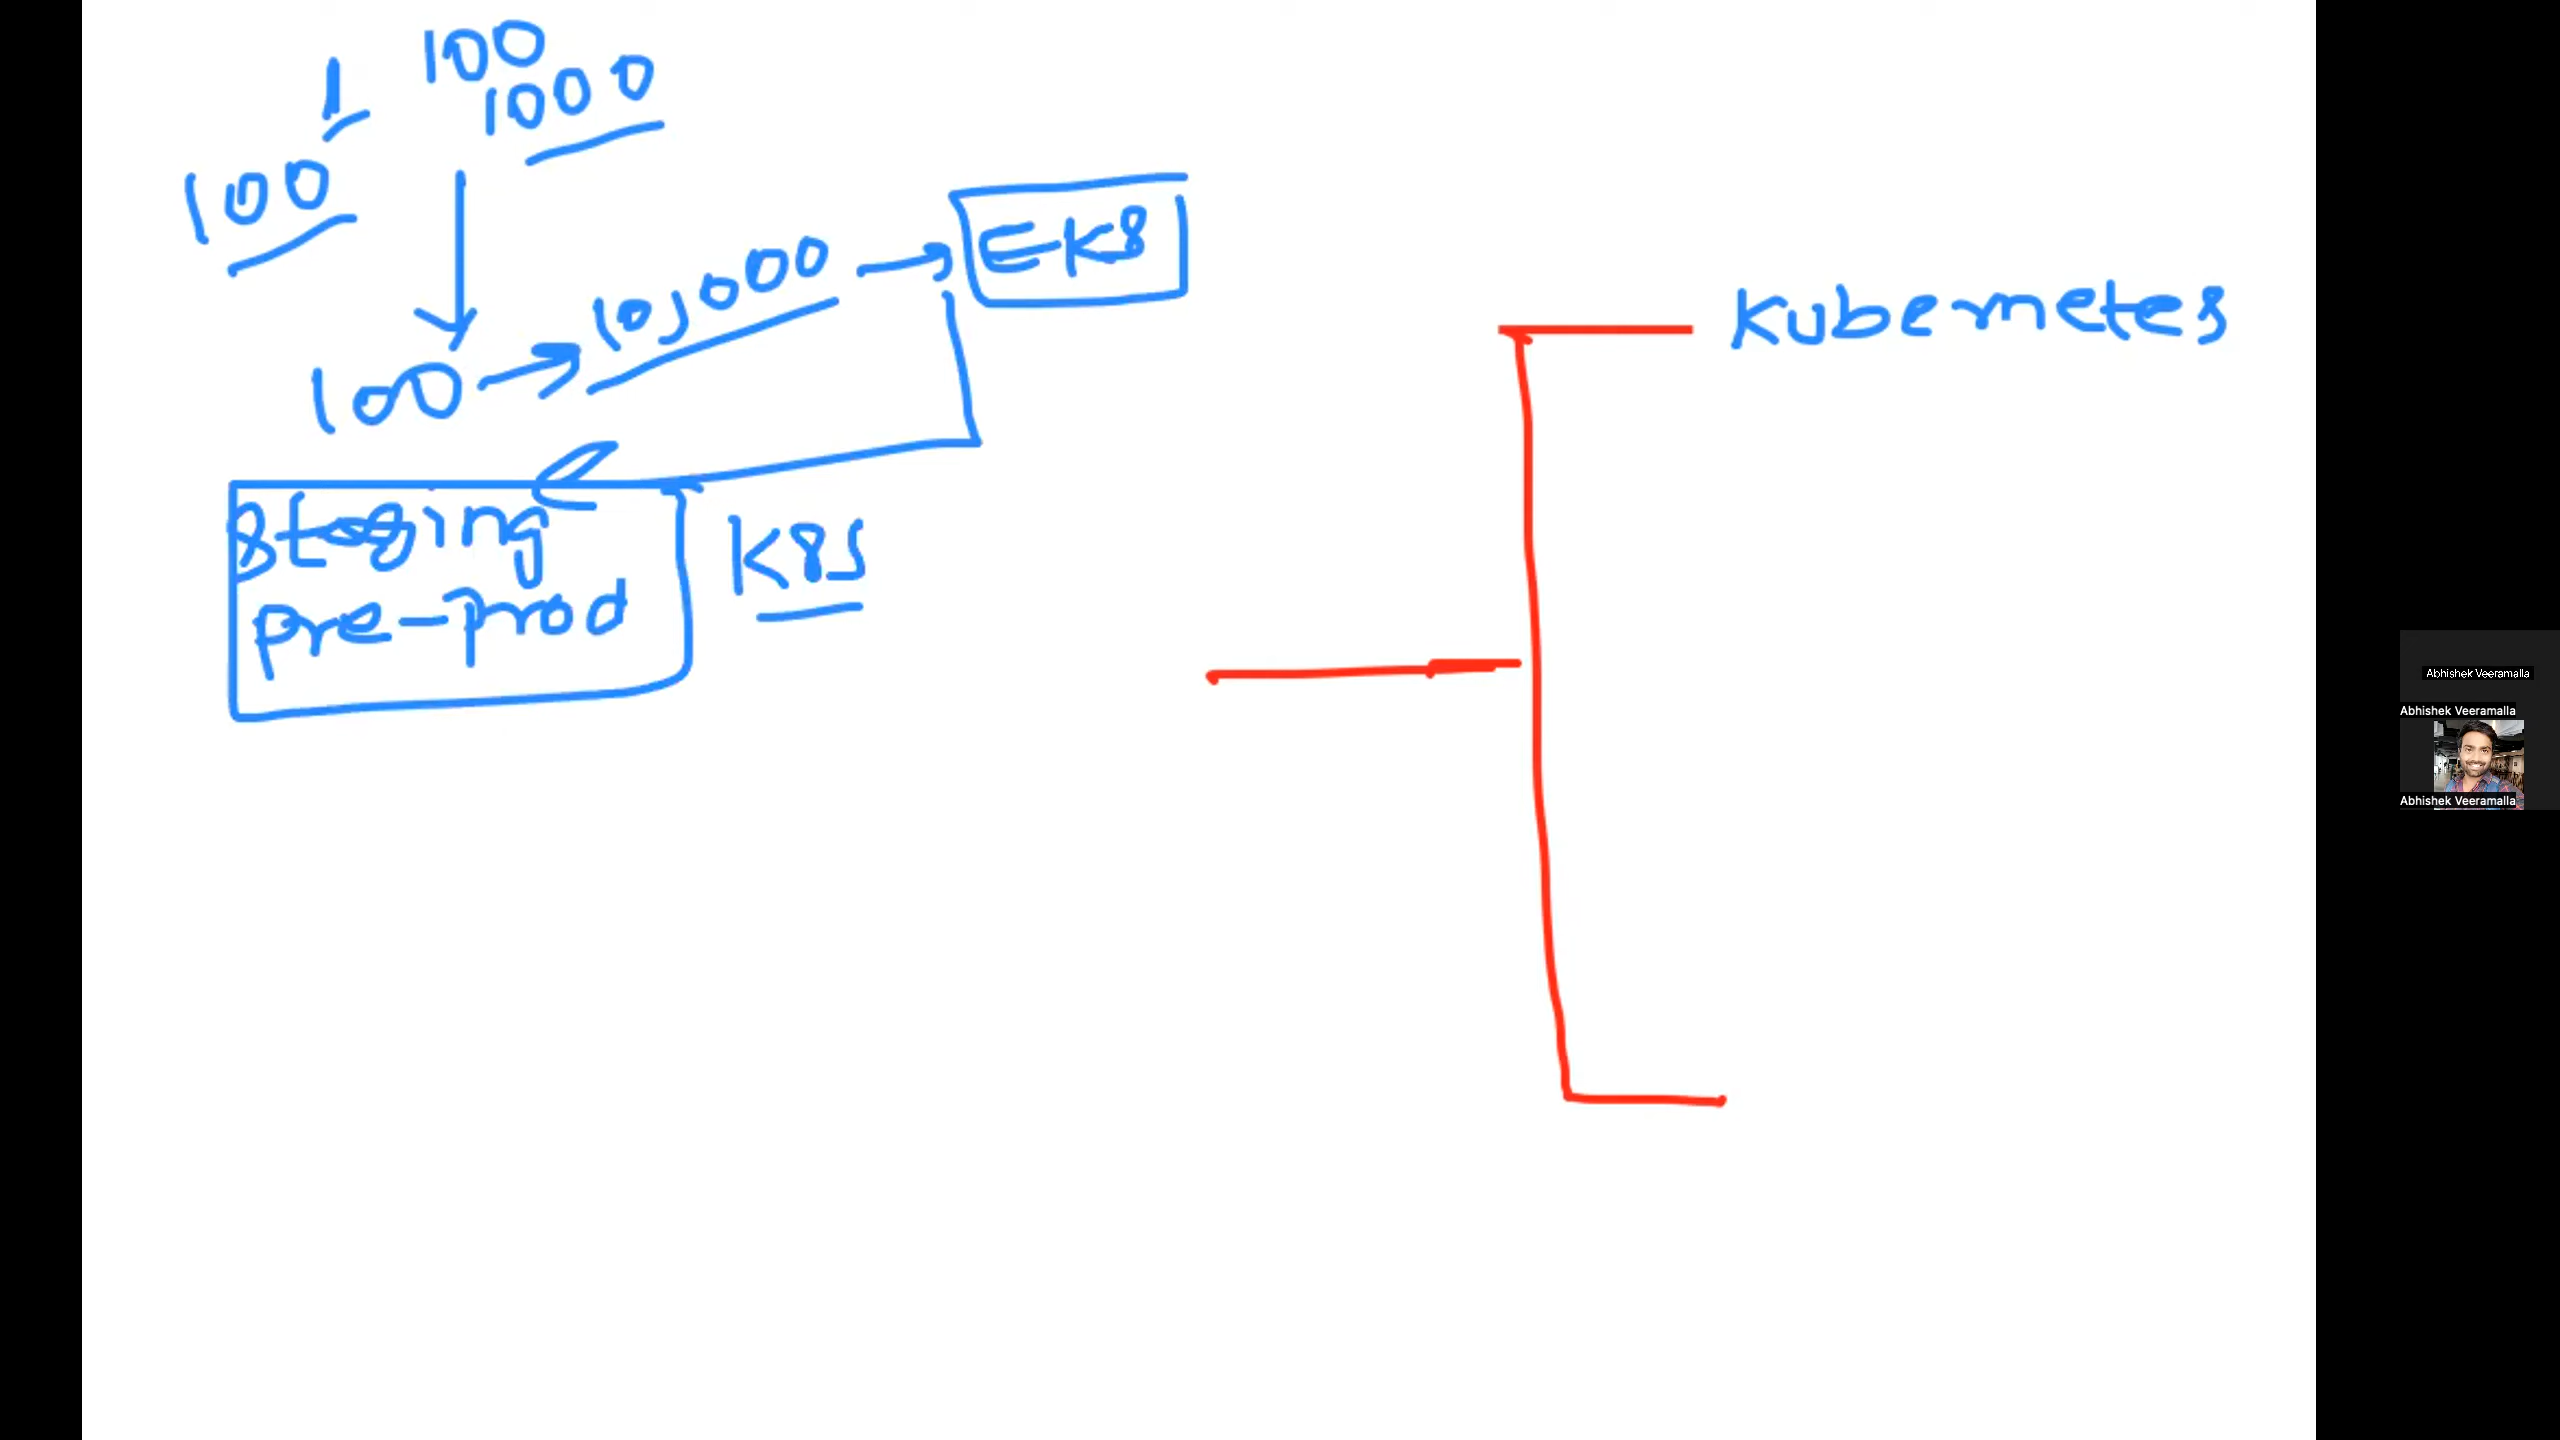 100
1
1000
100
EKS
10,000
Kubernetes
100
Staging
K8S
pre-prod
Abhishek Veeramalla
Abhishek Veeramalla
Abhishek Veeramalla